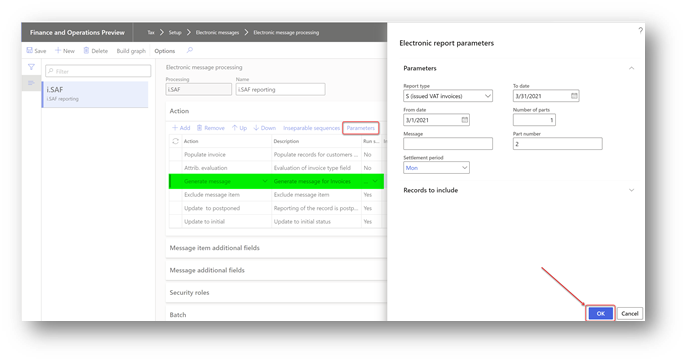 Finance and Operations Preview
Tax > Setup > Electronic messages > Electronic message processing
?
Save + New Delete Build graph Options
Filter
i.SAF
i.SAF reporting
Electronic message processing
Processing Name
i.SAF i.SAF reporting
Action
+ Add Remove Up Down Inseparable sequences Parameters
Action Description Run s...
Populate invoice Populate records for customers ... No
Attrib. evaluation Evaluation of invoice type field No
Generate message Generate message for invoices ...
Exclude message item Exclude message item Yes
Update to postponed Reporting of the record is postp... Yes
Update to initial Update to initial status Yes
Message item additional fields
Message additional fields
Security roles
Batch
Electronic report parameters
Parameters
Report type To date
S (issued VAT invoices) 3/31/2021
From date Number of parts
3/1/2021 1
Message Part number
2
Settlement period
Mon
Records to include
OK Cancel